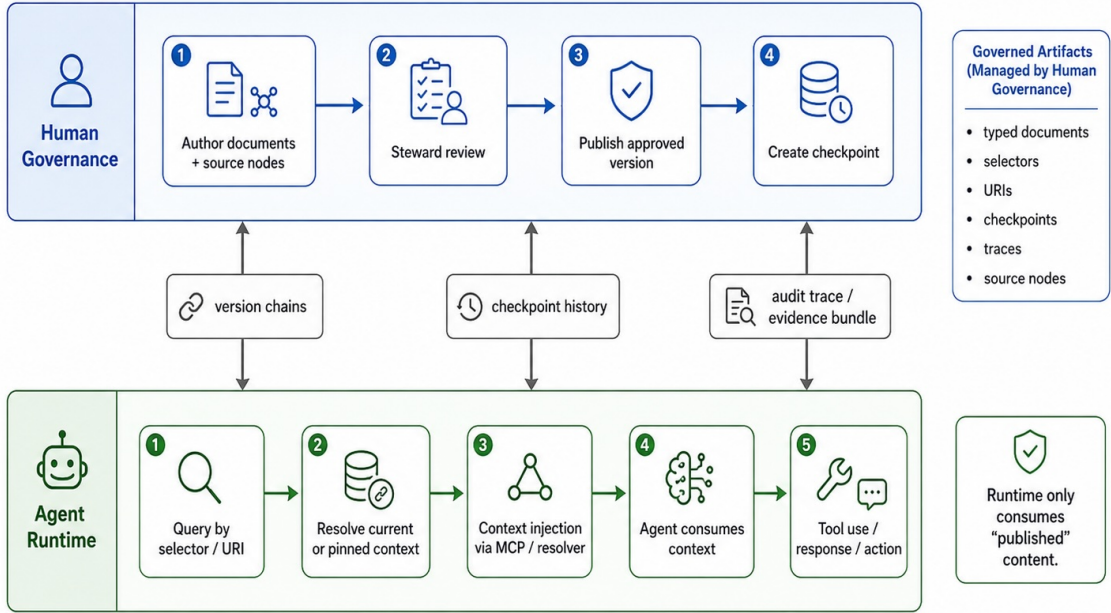 Human
Governance
1
Author documents
+ source nodes
2
Steward review
3
Publish approved
version
4
Create checkpoint
Governed Artifacts
(Managed by Human
Governance)
• typed documents
• selectors
• URIs
• checkpoints
• traces
• source nodes
version chains
checkpoint history
audit trace /
evidence bundle
Agent
Runtime
1
Query by
selector / URI
2
Resolve current
or pinned context
3
Context injection
via MCP / resolver
4
Agent consumes
context
5
Tool use /
response / action
Runtime only
consumes
“published”
content.